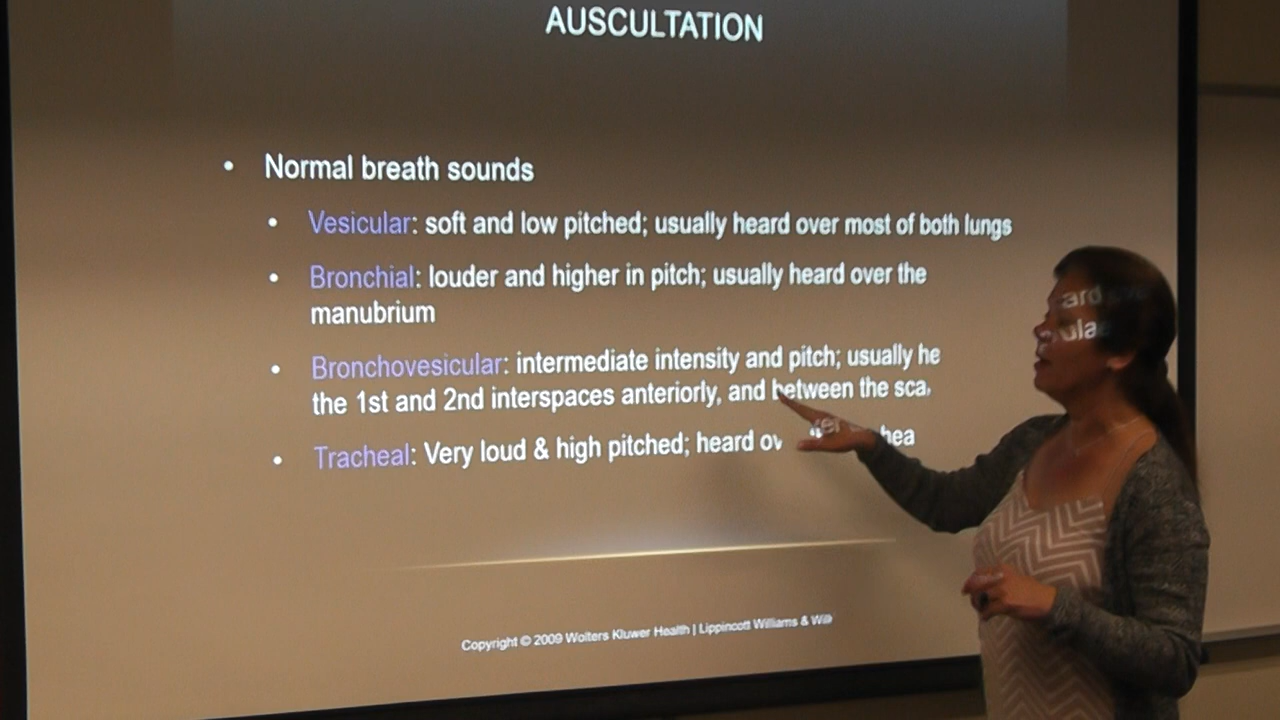 AUSCULTATION
• Normal breath sounds
• Vesicular: soft and low pitched; usually heard over most of both lungs
• Bronchial: louder and higher in pitch; usually heard over the
manubrium
• Bronchovesicular: intermediate intensity and pitch; usually he
the 1st and 2nd interspaces anteriorly, and between the sca
• Tracheal: Very loud & high pitched; heard ov hea
Copyright © 2009 Wolters Kluwer Health | Lippincott Williams & Wilk